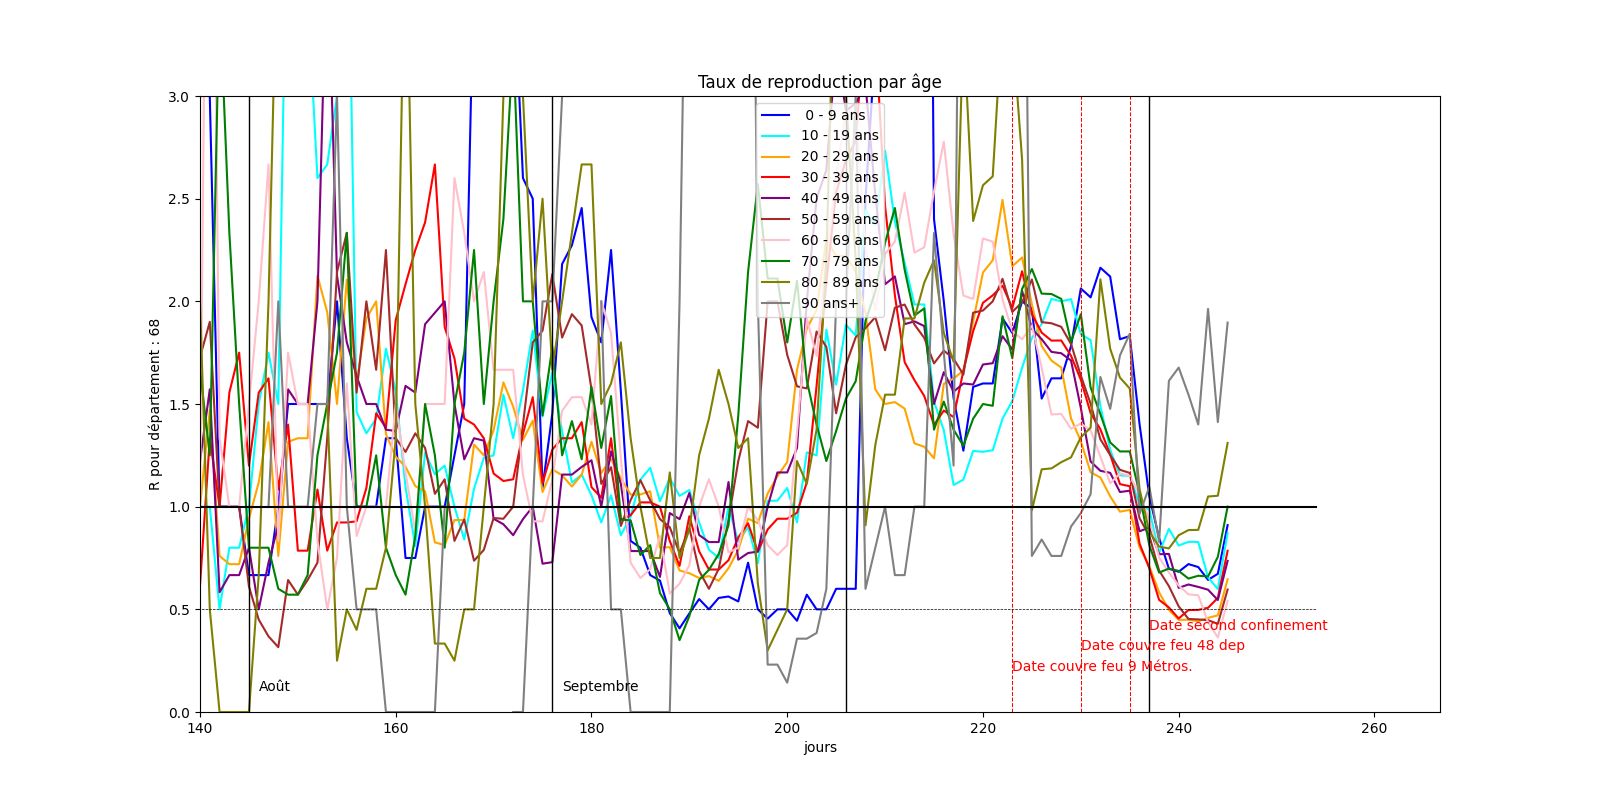 Taux de reproduction par âge
R pour département : 68
3.0
2.5
2.0
1.5
1.0
0.5
0.0
0 - 9 ans
10 - 19 ans
20 - 29 ans
30 - 39 ans
40 - 49 ans
50 - 59 ans
60 - 69 ans
70 - 79 ans
80 - 89 ans
90 ans+
Date second confinement
Date couvre feu 48 dep
Date couvre feu 9 Métros.
Août
Septembre
140
160
180
200
220
240
260
jours